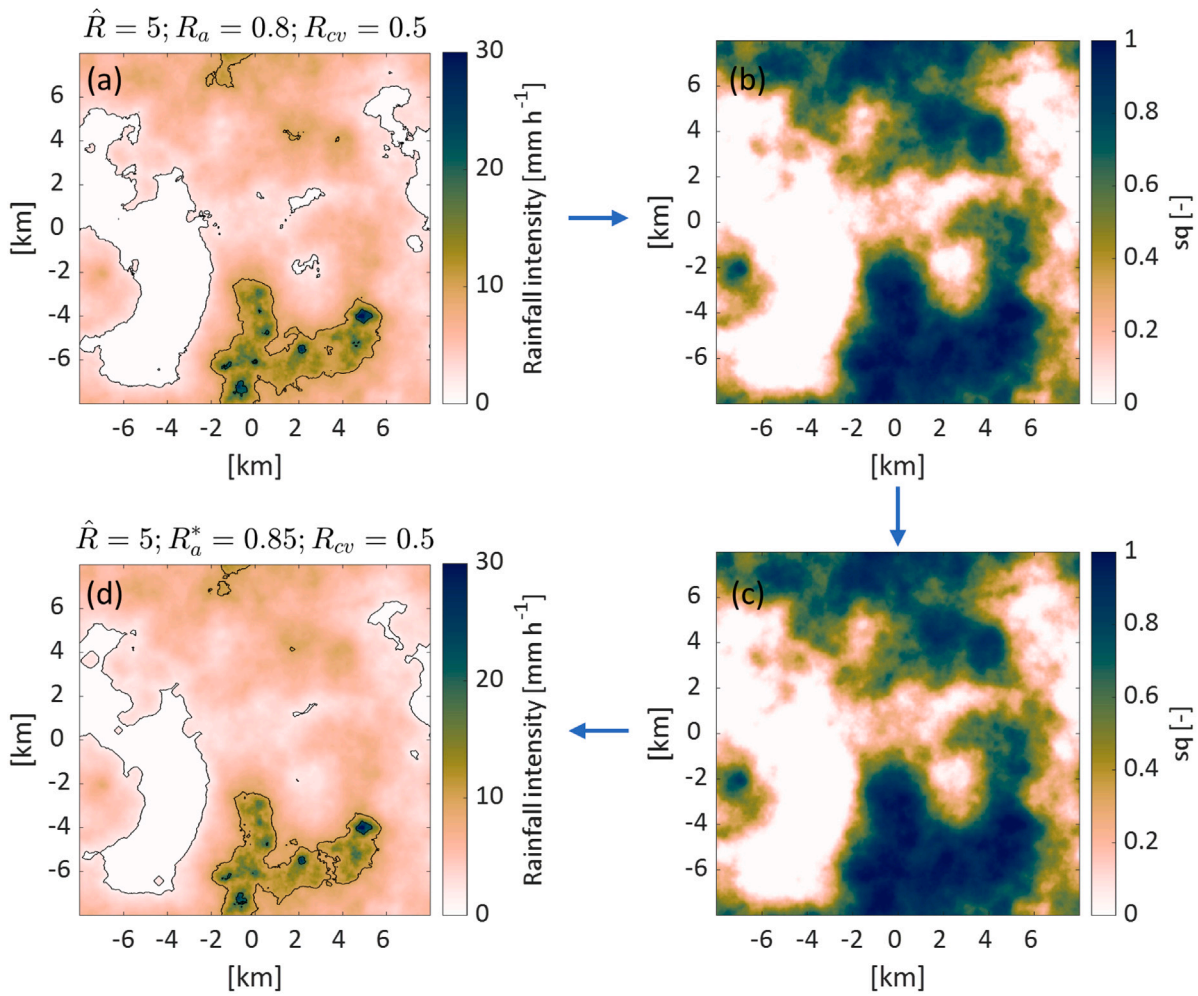 R̂ = 5; R_a = 0.8; R_cv = 0.5
(a)
6
4
2
0
-2
-4
-6
[km]
-6 -4 -2 0 2 4 6
[km]
30
20
10
0
Rainfall intensity [mm h⁻¹]
(b)
6
4
2
0
-2
-4
-6
[km]
-6 -4 -2 0 2 4 6
[km]
1
0.8
0.6
0.4
0.2
0
sq [-]
R̂ = 5; R*_a = 0.85; R_cv = 0.5
(d)
6
4
2
0
-2
-4
-6
[km]
-6 -4 -2 0 2 4 6
[km]
30
20
10
0
Rainfall intensity [mm h⁻¹]
(c)
6
4
2
0
-2
-4
-6
[km]
-6 -4 -2 0 2 4 6
[km]
1
0.8
0.6
0.4
0.2
0
sq [-]